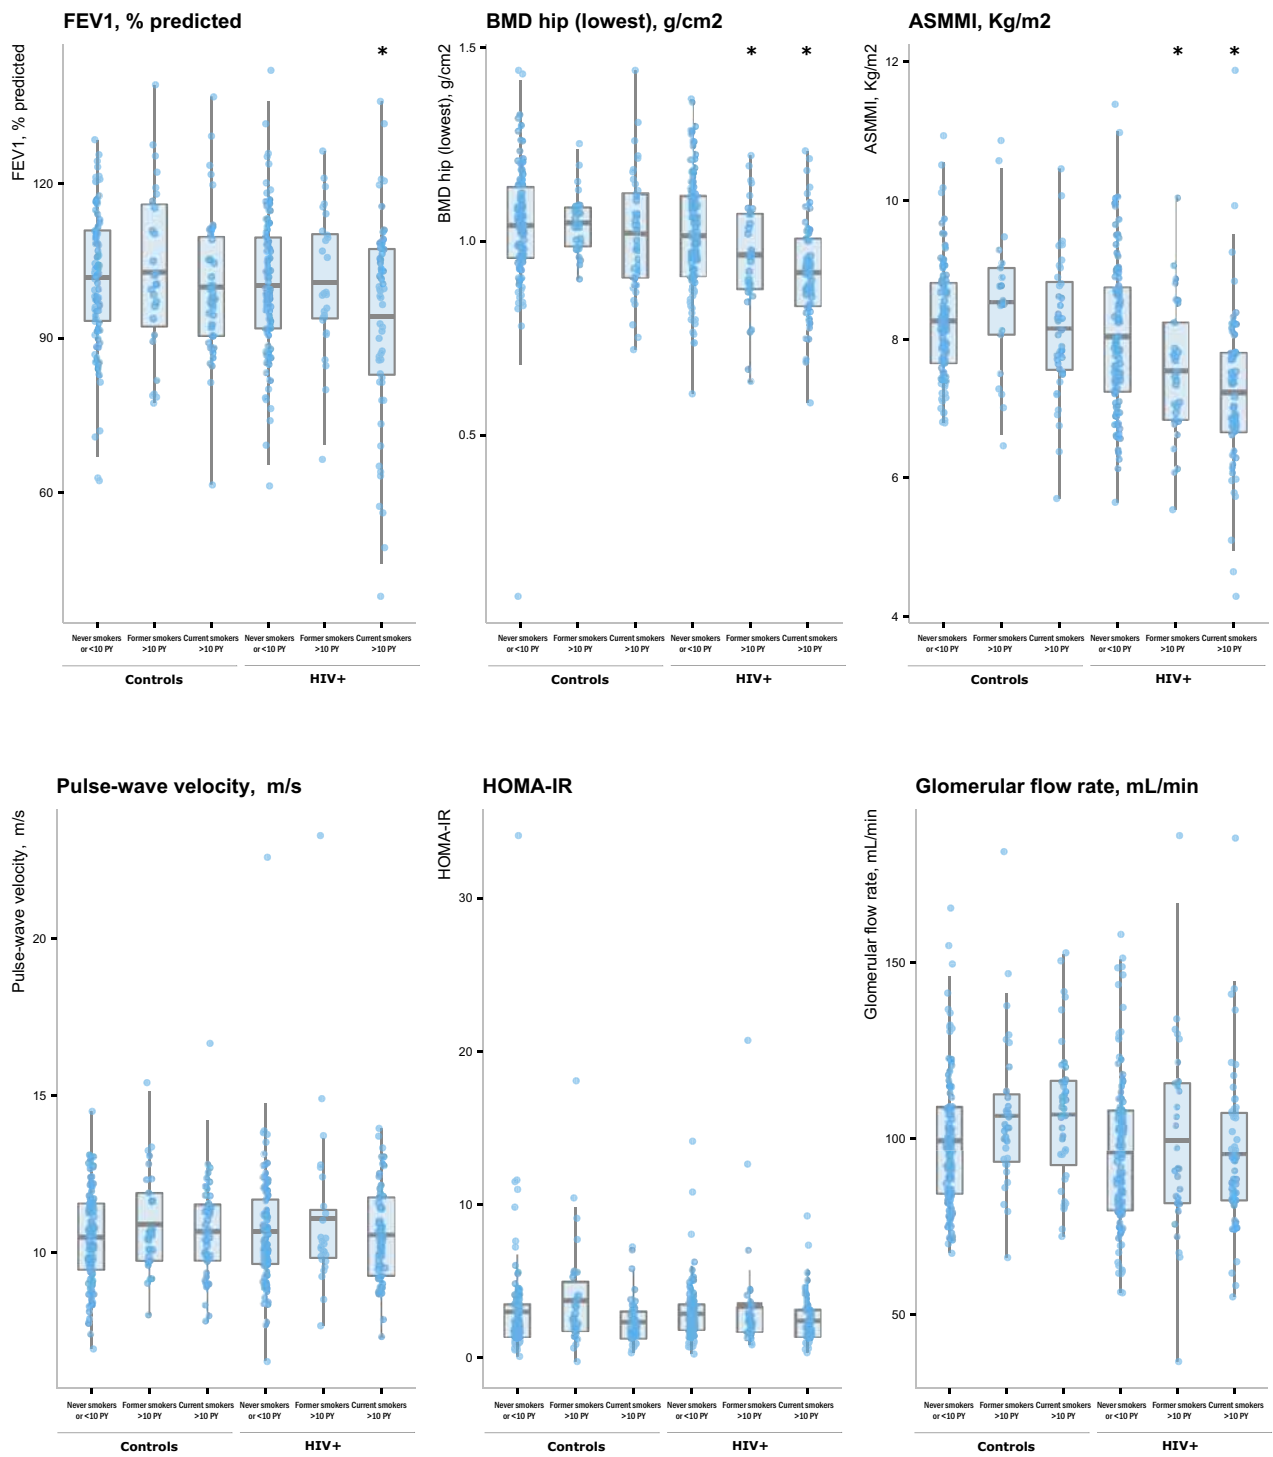 FEV1, % predicted
BMD hip (lowest), g/cm2
ASMMI, Kg/m2
FEV1, % predicted
120
90
60
*
BMD hip (lowest), g/cm2
1.5
1.0
0.5
* *
ASMMI, Kg/m2
12
10
8
6
4
* *
Never smokers Former smokers Current smokers Never smokers Former smokers Current smokers
or <10 PY >10 PY >10 PY or <10 PY >10 PY >10 PY
Controls HIV+
Never smokers Former smokers Current smokers Never smokers Former smokers Current smokers
or <10 PY >10 PY >10 PY or <10 PY >10 PY >10 PY
Controls HIV+
Never smokers Former smokers Current smokers Never smokers Former smokers Current smokers
or <10 PY >10 PY >10 PY or <10 PY >10 PY >10 PY
Controls HIV+
Pulse-wave velocity, m/s
HOMA-IR
Glomerular flow rate, mL/min
Pulse-wave velocity, m/s
20
15
10
HOMA-IR
30
20
10
0
Glomerular flow rate, mL/min
150
100
50
Never smokers Former smokers Current smokers Never smokers Former smokers Current smokers
or <10 PY >10 PY >10 PY or <10 PY >10 PY >10 PY
Controls HIV+
Never smokers Former smokers Current smokers Never smokers Former smokers Current smokers
or <10 PY >10 PY >10 PY or <10 PY >10 PY >10 PY
Controls HIV+
Never smokers Former smokers Current smokers Never smokers Former smokers Current smokers
or <10 PY >10 PY >10 PY or <10 PY >10 PY >10 PY
Controls HIV+